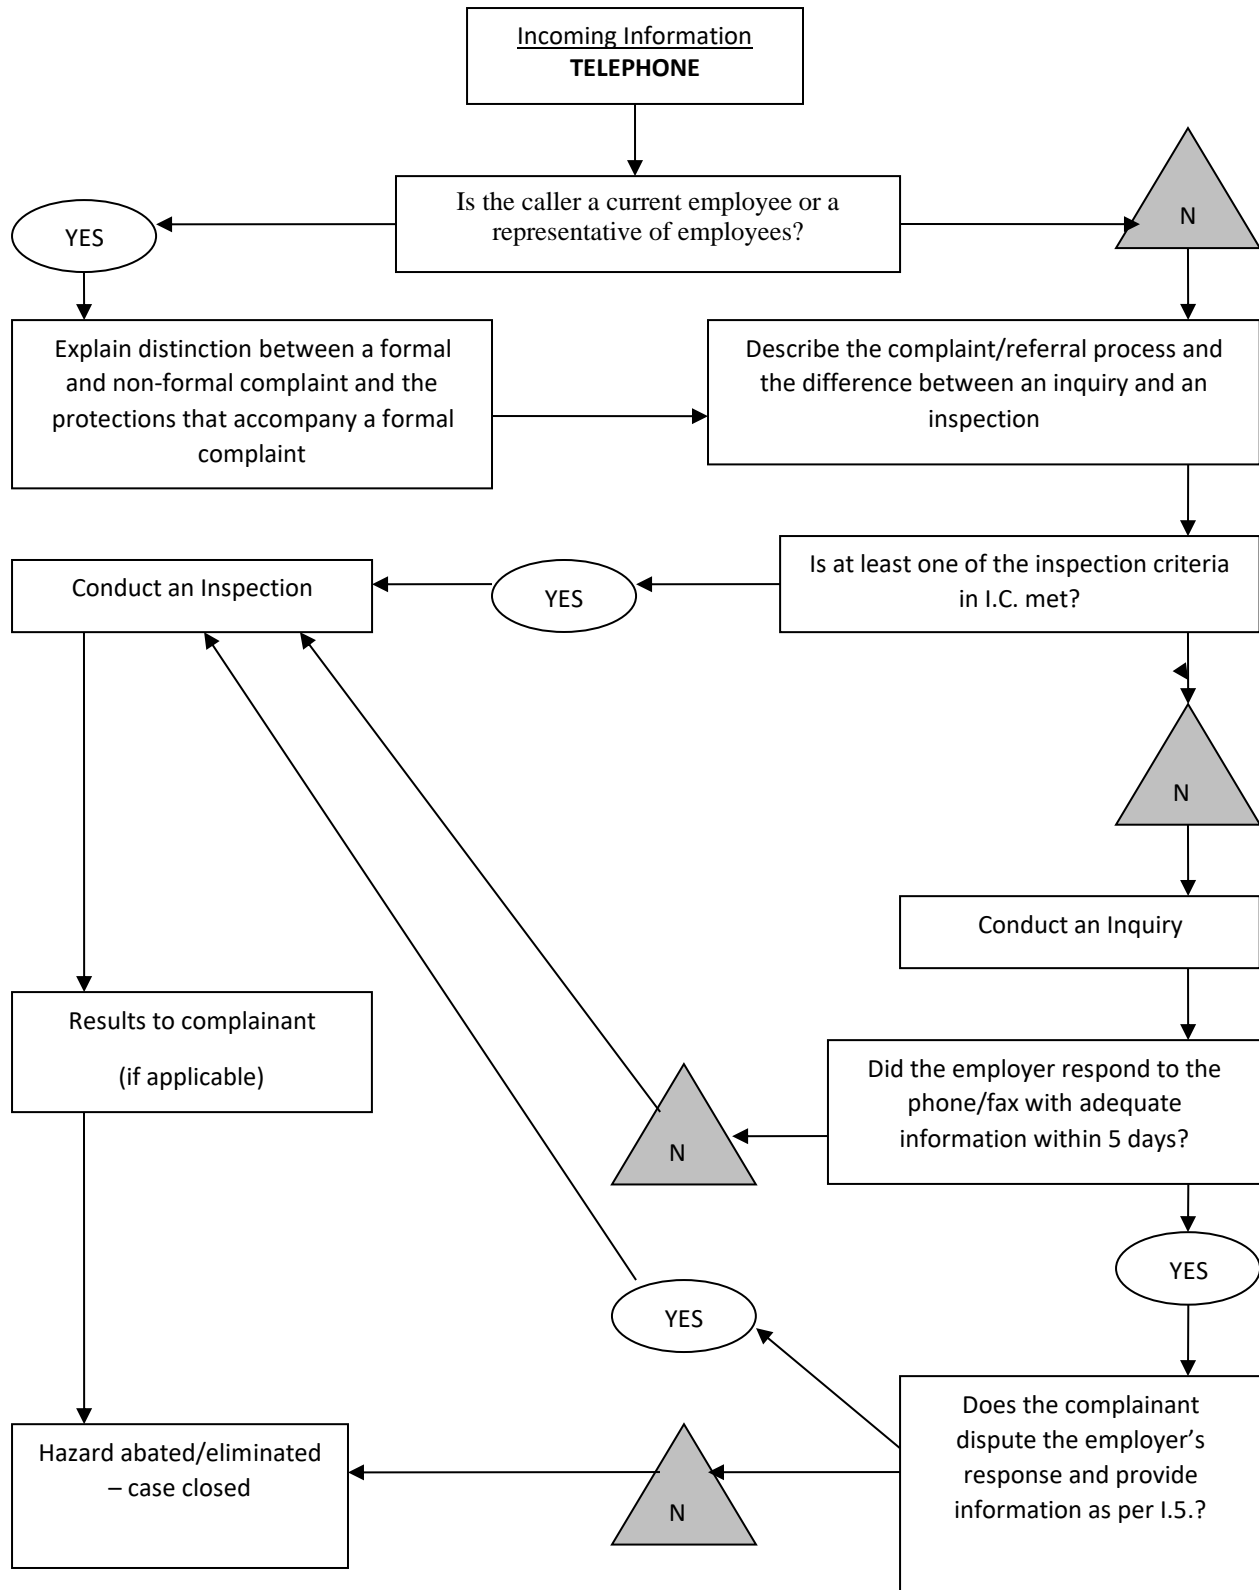 Incoming Information
TELEPHONE
Is the caller a current employee or a
representative of employees?
YES
N
Explain distinction between a formal
and non-formal complaint and the
protections that accompany a formal
complaint
Describe the complaint/referral process and
the difference between an inquiry and an
inspection
Is at least one of the inspection criteria
in I.C. met?
YES
Conduct an Inspection
N
Conduct an Inquiry
Results to complainant
(if applicable)
Did the employer respond to the
phone/fax with adequate
information within 5 days?
N
YES
YES
Does the complainant
dispute the employer’s
response and provide
information as per I.5.?
N
Hazard abated/eliminated
– case closed